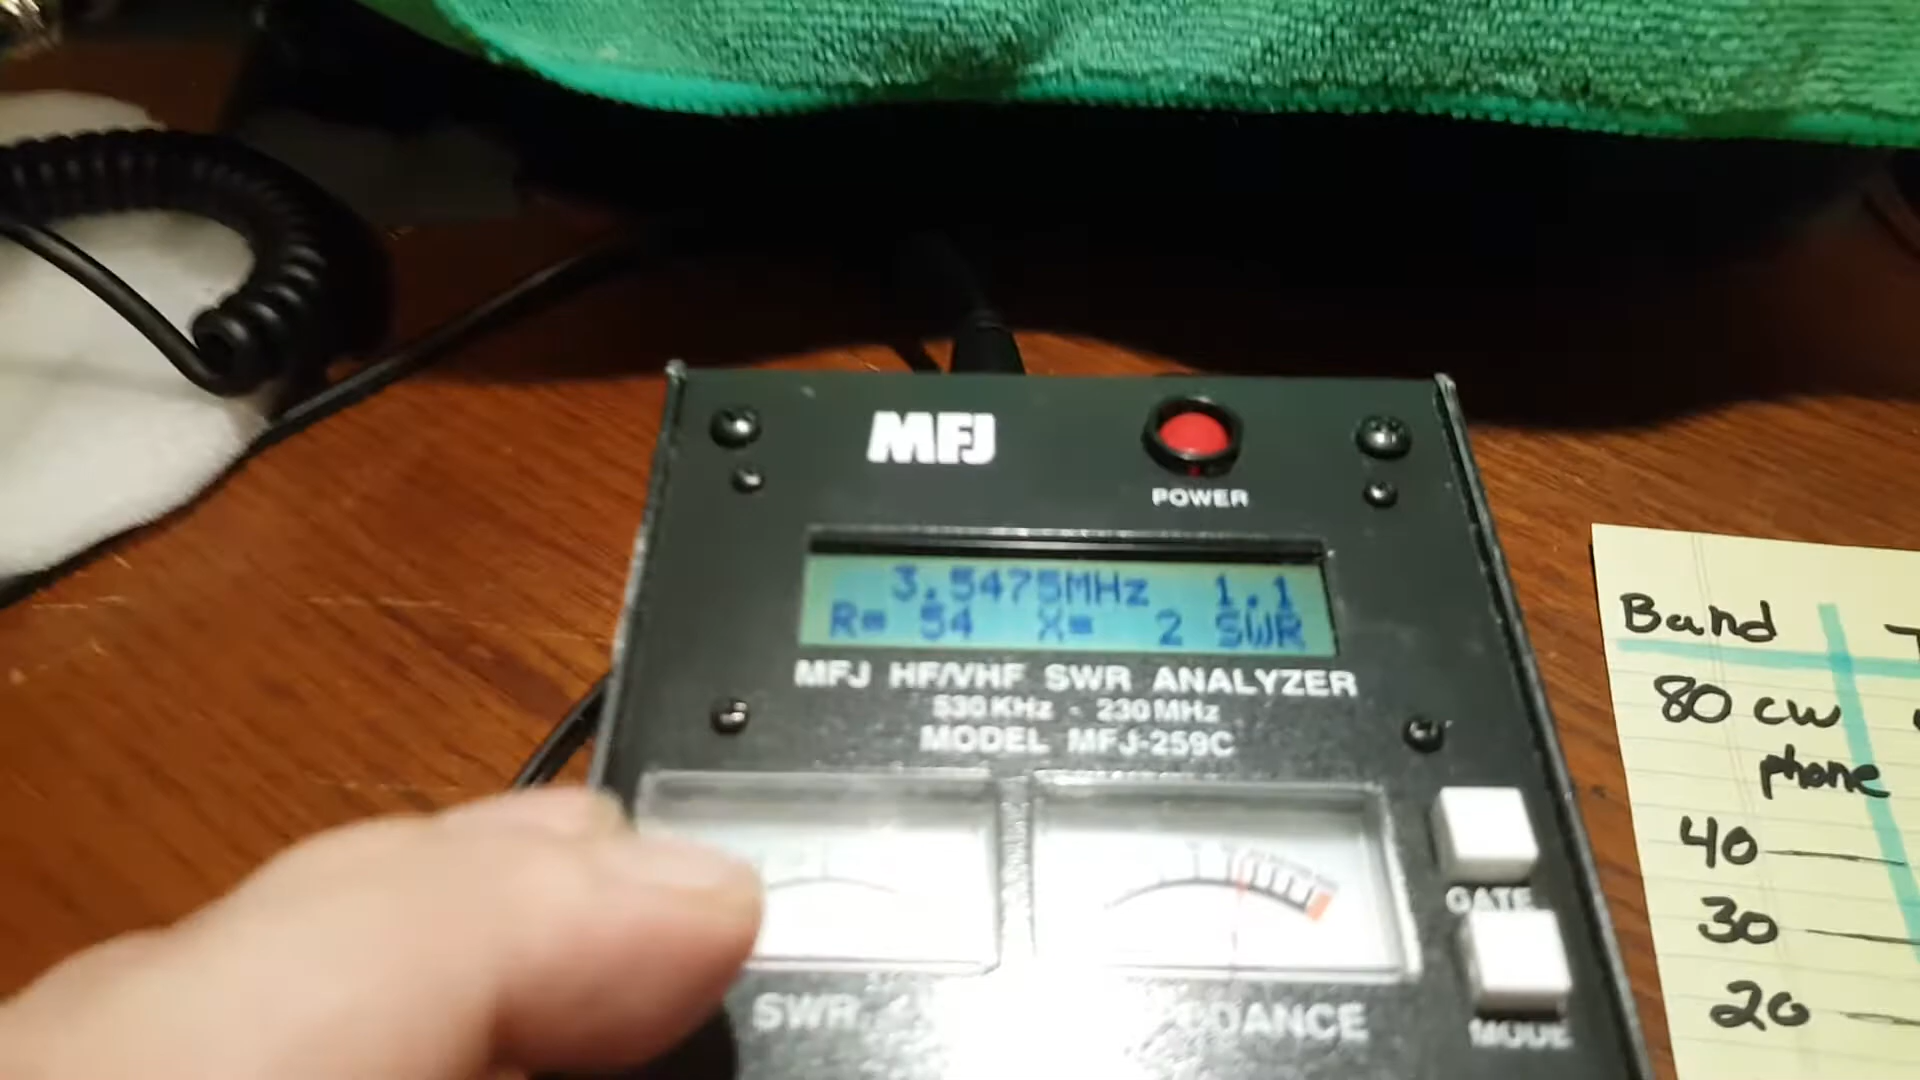 MFJ
POWER
3.5475MHz 1.1
R= 54 X= 2 SWR
MFJ HF/VHF SWR ANALYZER
530 KHz - 230 MHz
MODEL MFJ-259C
GATE
SWR
MODE
Band
80 CW
phone
40
30
20